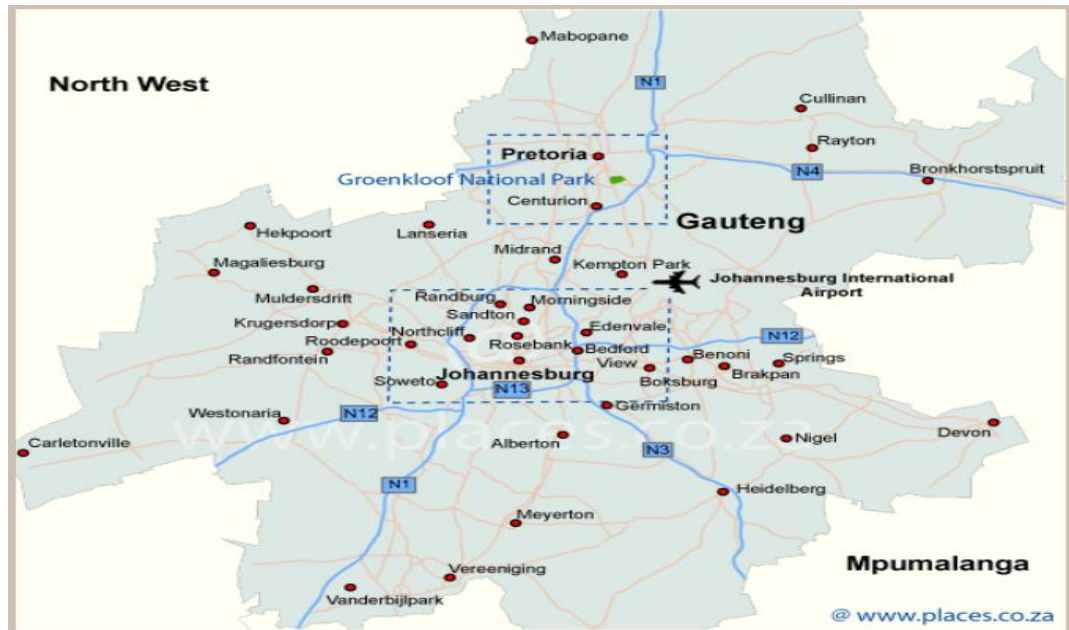 Mabopane
North West
N1
Cullinan
Rayton
Pretoria
N4
Bronkhorstspruit
Groenkloof National Park
Centurion
Gauteng
Hekpoort
Lanseria
Midrand
Kempton Park
Magaliesburg
Johannesburg International
Airport
Muldersdrift
Randburg
Morningside
Sandton
Krugersdorp
Northcliff
Edenvale
N12
Roodepoort
Rosebank
Bedford
View
Randfontein
Benoni
Springs
Johannesburg
Brakpan
Soweto
Boksburg
N13
Westonaria
N12
Germiston
www.places.co.za
Carletonville
Alberton
Nigel
Devon
N3
N1
Heidelberg
Meyerton
Mpumalanga
Vereeniging
Vanderbijlpark
@ www.places.co.za